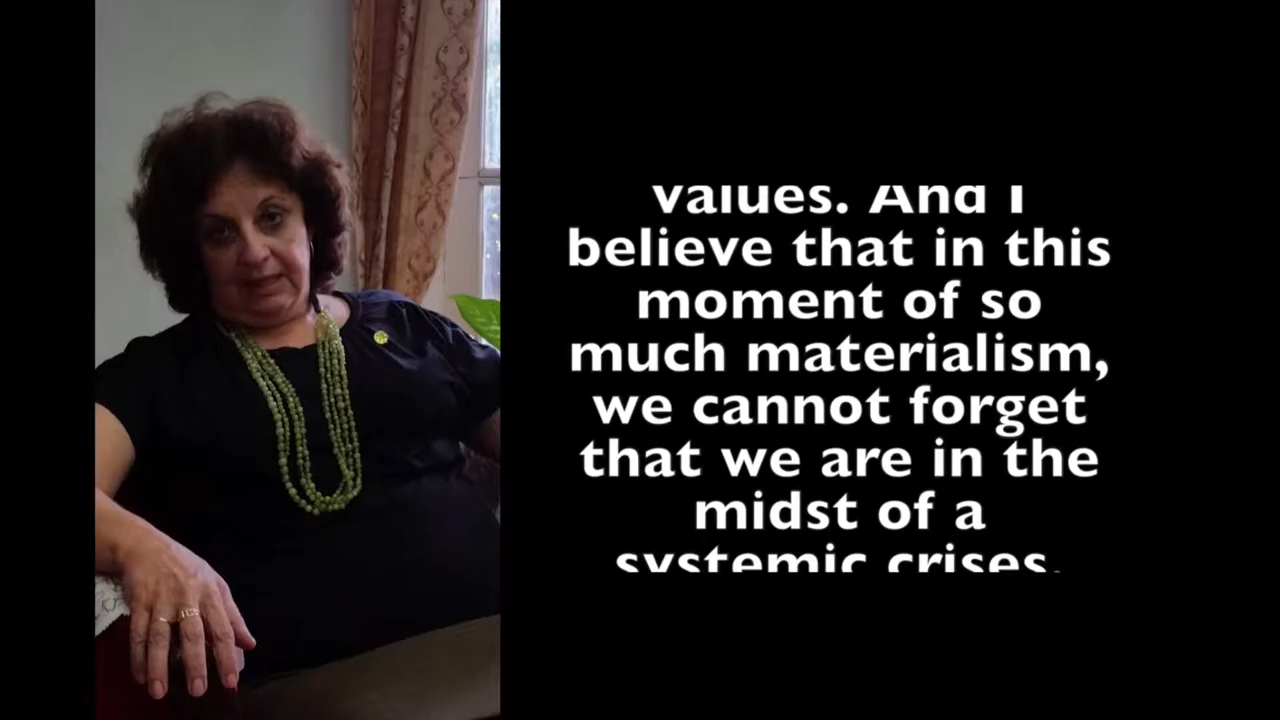 values. And I
believe that in this
moment of so
much materialism,
we cannot forget
that we are in the
midst of a
systemic crises.